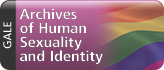 GALE
Archives
of Human
Sexuality
and Identity